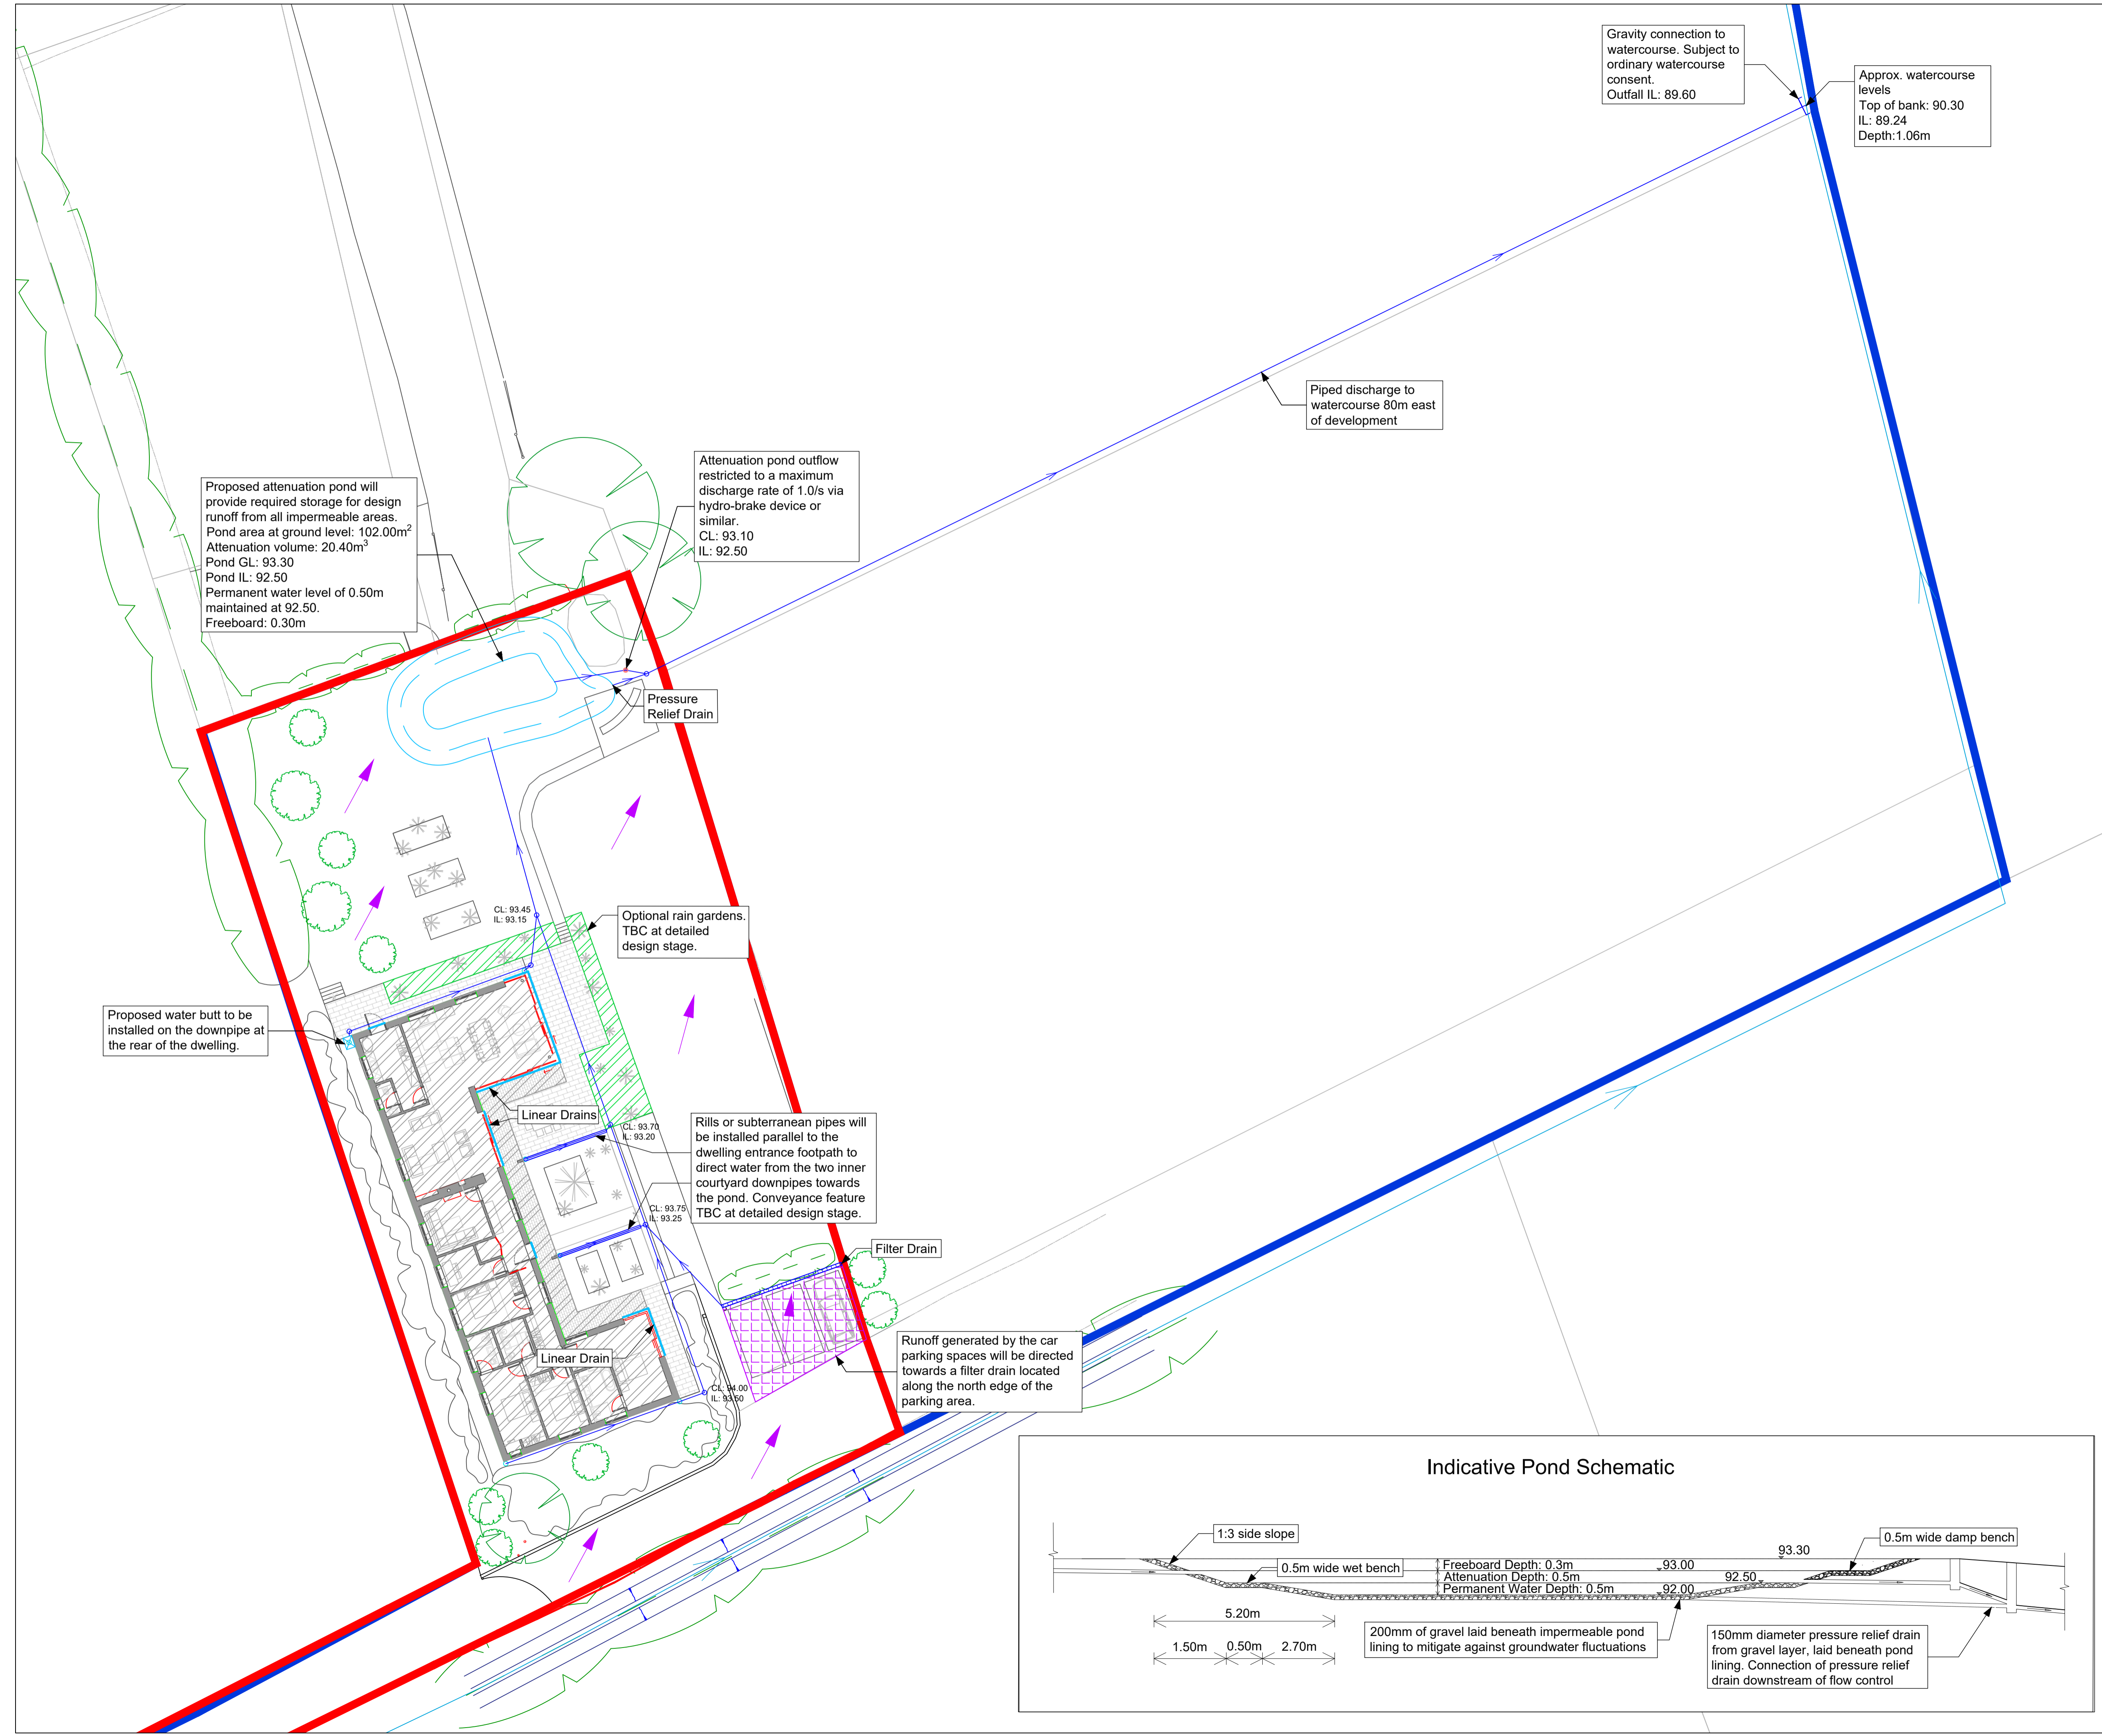 Gravity connection to
watercourse. Subject to
ordinary watercourse
consent.
Outfall IL: 89.60
Approx. watercourse
levels
Top of bank: 90.30
IL: 89.24
Depth:1.06m
Piped discharge to
watercourse 80m east
of development
Attenuation pond outflow
restricted to a maximum
discharge rate of 1.0/s via
hydro-brake device or
similar.
CL: 93.10
IL: 92.50
Proposed attenuation pond will
provide required storage for design
runoff from all impermeable areas.
Pond area at ground level: 102.00m²
Attenuation volume: 20.40m³
Pond GL: 93.30
Pond IL: 92.50
Permanent water level of 0.50m
maintained at 92.50.
Freeboard: 0.30m
Pressure
Relief Drain
CL: 93.45
IL: 93.15
Optional rain gardens.
TBC at detailed
design stage.
Proposed water butt to be
installed on the downpipe at
the rear of the dwelling.
Linear Drains
CL: 93.70
IL: 93.20
Rills or subterranean pipes will
be installed parallel to the
dwelling entrance footpath to
direct water from the two inner
courtyard downpipes towards
the pond. Conveyance feature
TBC at detailed design stage.
CL: 93.75
IL: 93.25
Filter Drain
Linear Drain
Runoff generated by the car
parking spaces will be directed
towards a filter drain located
along the north edge of the
parking area.
CL: 94.00
IL: 93.50
Indicative Pond Schematic
1:3 side slope
0.5m wide wet bench
Freeboard Depth: 0.3m
Attenuation Depth: 0.5m
Permanent Water Depth: 0.5m
93.00
92.50
92.00
93.30
0.5m wide damp bench
5.20m
1.50m 0.50m 2.70m
200mm of gravel laid beneath impermeable pond
lining to mitigate against groundwater fluctuations
150mm diameter pressure relief drain
from gravel layer, laid beneath pond
lining. Connection of pressure relief
drain downstream of flow control